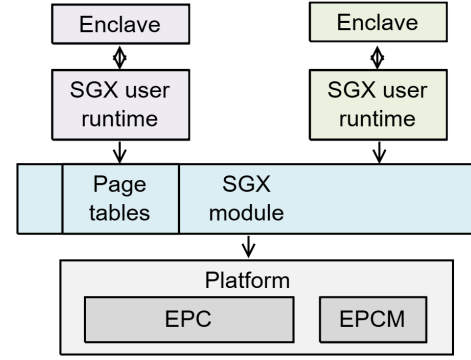 Enclave
Enclave
SGX user
runtime
SGX user
runtime
Page
tables
SGX
module
Platform
EPC
EPCM